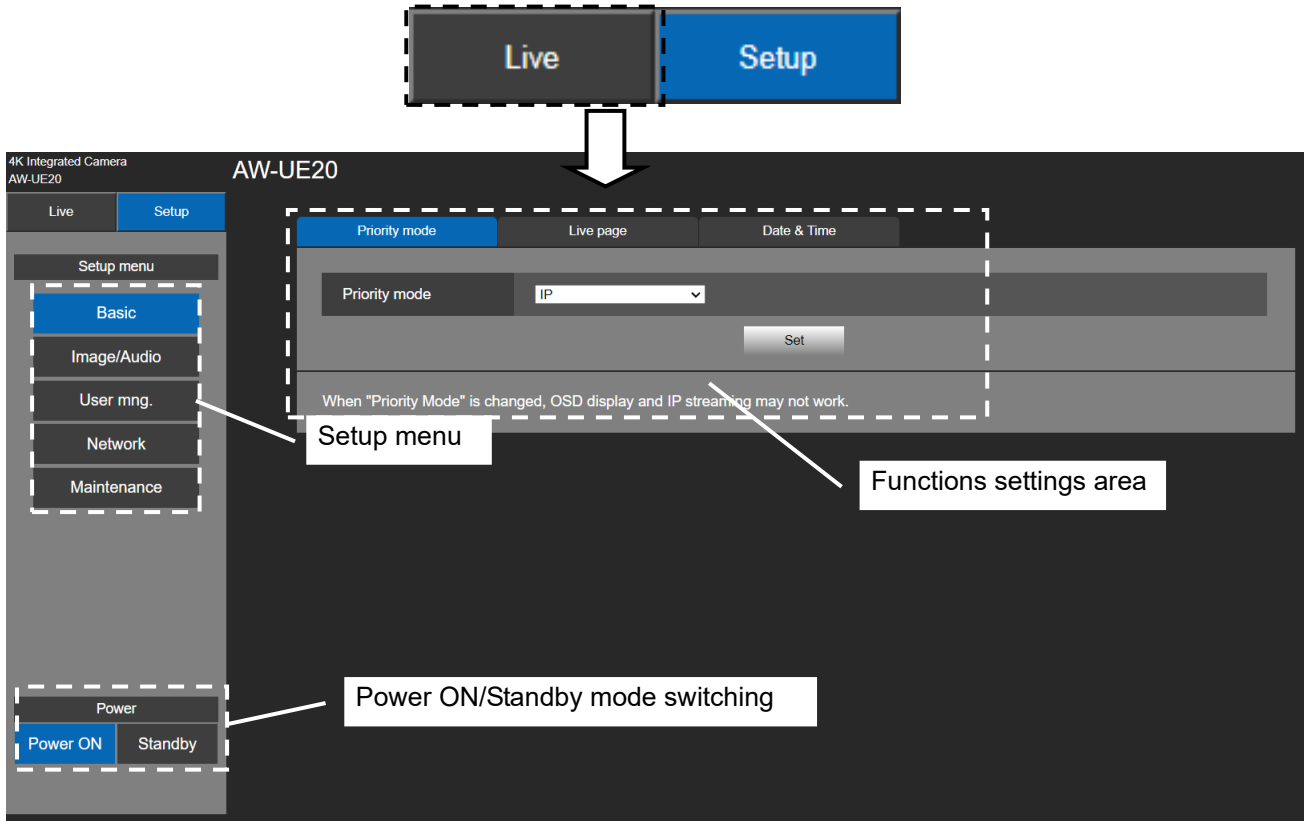 Live Setup
4K Integrated Camera
AW-UE20
AW-UE20
Live Setup
Priority mode Live page Date & Time
Setup menu
Priority mode IP
Basic
Set
Image/Audio
User mng.
When "Priority Mode" is changed, OSD display and IP streaming may not work.
Setup menu
Network
Functions settings area
Maintenance
Power ON/Standby mode switching
Power
Power ON Standby